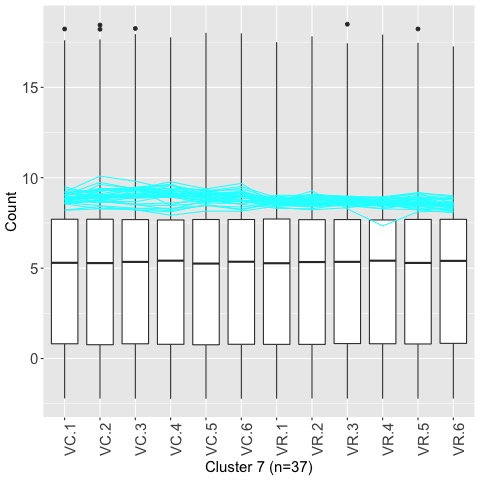 15
10
5
0
Count
VC.1
VC.2
VC.3
VC.4
VC.5
VC.6
VR.1
VR.2
VR.3
VR.4
VR.5
VR.6
Cluster 7 (n=37)